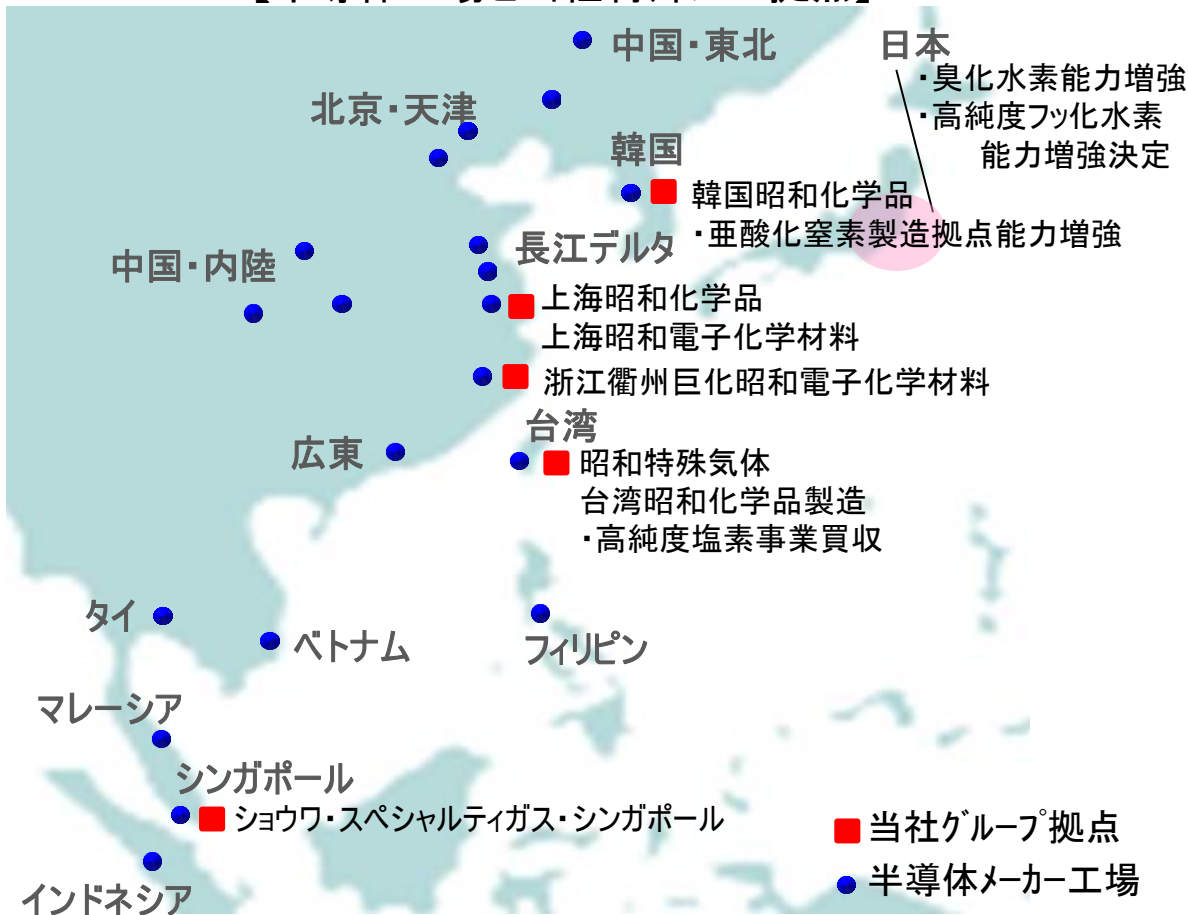 中国・東北
日本
・臭化水素能力増強
・高純度フッ化水素
能力増強決定
北京・天津
韓国
韓国昭和化学品
・亜酸化窒素製造拠点能力増強
長江デルタ
中国・内陸
上海昭和化学品
上海昭和電子化学材料
浙江衢州巨化昭和電子化学材料
台湾
広東
昭和特殊気体
台湾昭和化学品製造
・高純度塩素事業買収
タイ
ベトナム
フィリピン
マレーシア
シンガポール
ショウワ・スペシャルティガス・シンガポール
当社グループ拠点
半導体メーカー工場
インドネシア